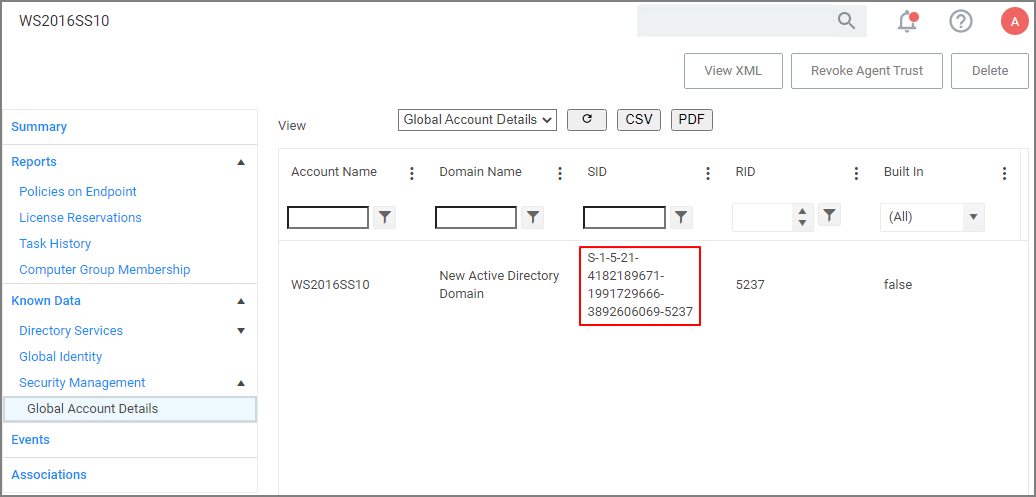 WS2016SS10
A
View XML
Revoke Agent Trust
Delete
Summary
Reports
Policies on Endpoint
License Reservations
Task History
Computer Group Membership
Known Data
Directory Services
Global Identity
Security Management
Global Account Details
Events
Associations
View
Global Account Details
CSV
PDF
Account Name
Domain Name
SID
RID
Built In
(All)
WS2016SS10
New Active Directory
Domain
S-1-5-21-
4182189671-
1991729666-
3892606069-5237
5237
false